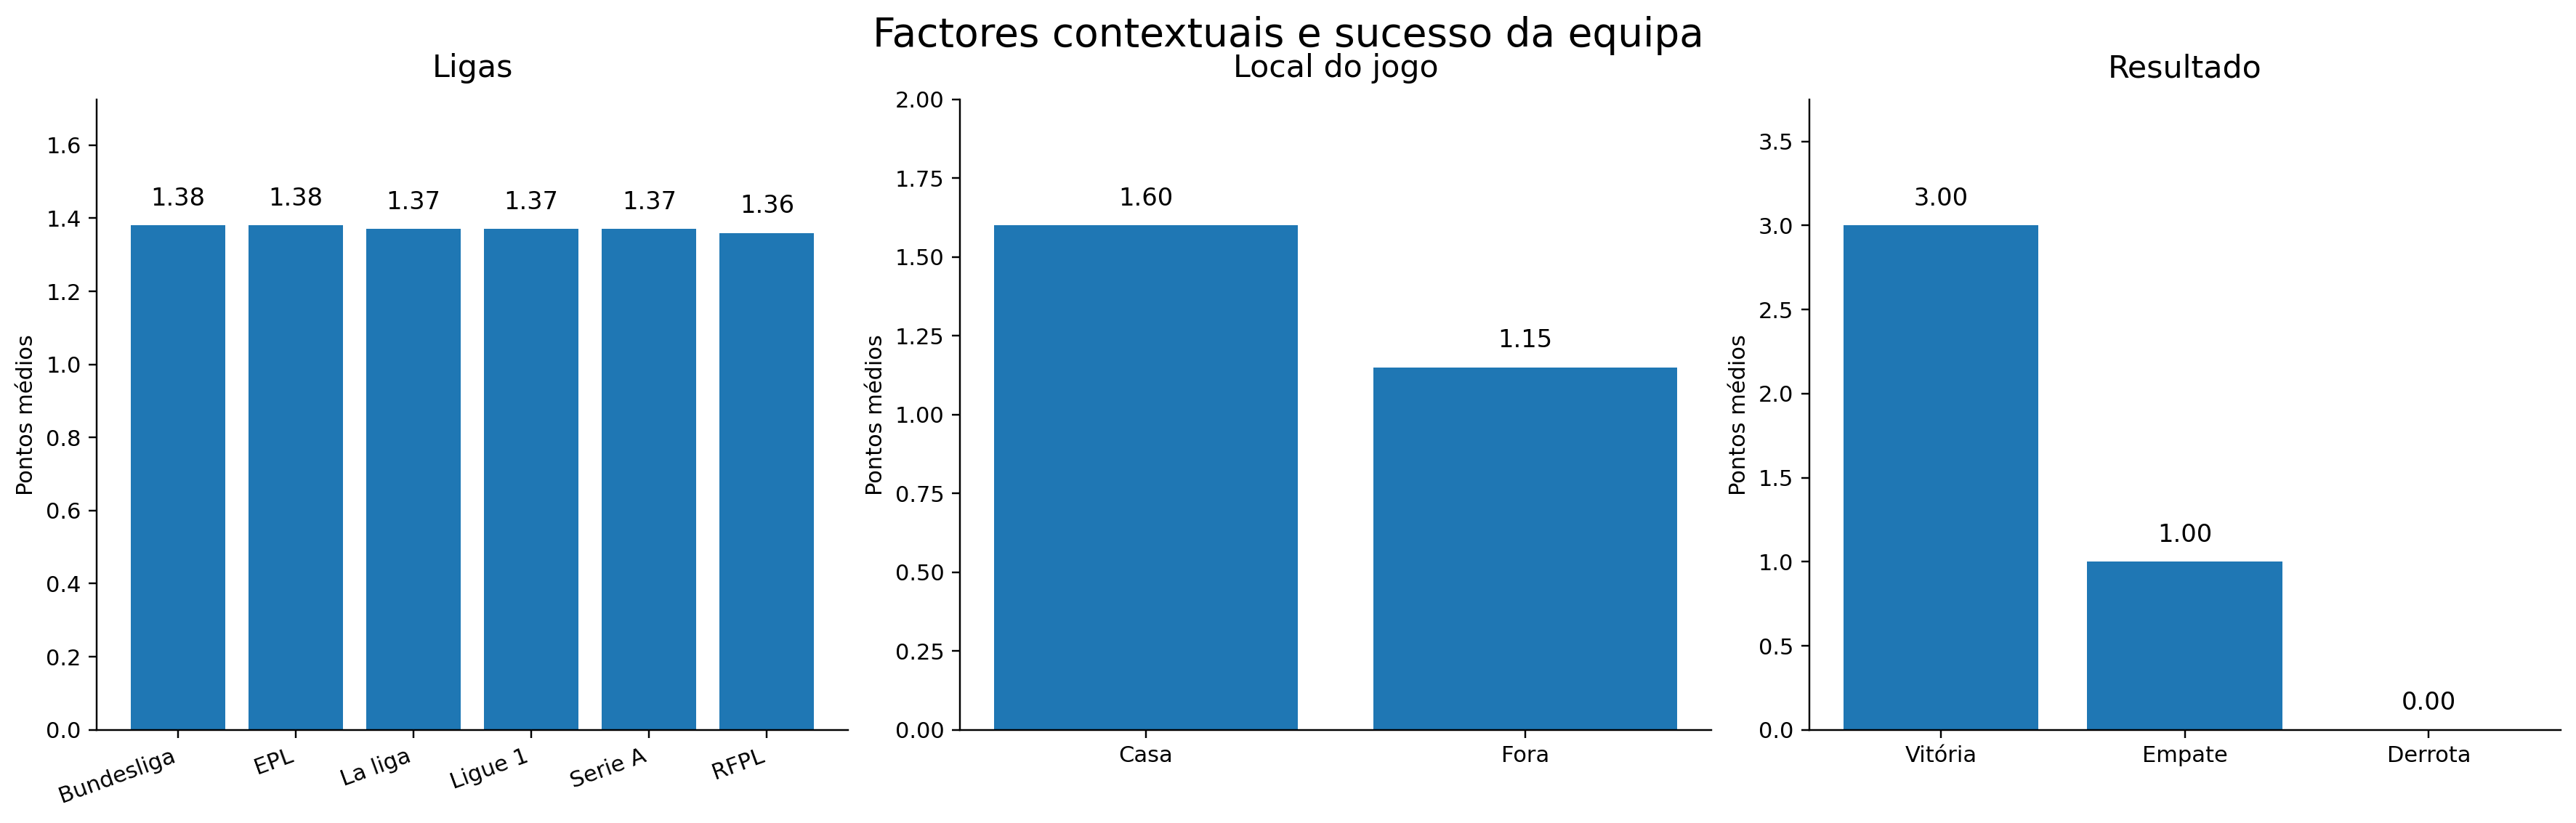 Factores contextuais e sucesso da equipa
Ligas
Pontos médios
1.6
1.4
1.2
1.0
0.8
0.6
0.4
0.2
0.0
1.38
1.38
1.37
1.37
1.37
1.36
Bundesliga
EPL
La liga
Ligue 1
Serie A
RFPL
Local do jogo
Pontos médios
2.00
1.75
1.50
1.25
1.00
0.75
0.50
0.25
0.00
1.60
1.15
Casa
Fora
Resultado
Pontos médios
3.5
3.0
2.5
2.0
1.5
1.0
0.5
0.0
3.00
1.00
0.00
Vitória
Empate
Derrota